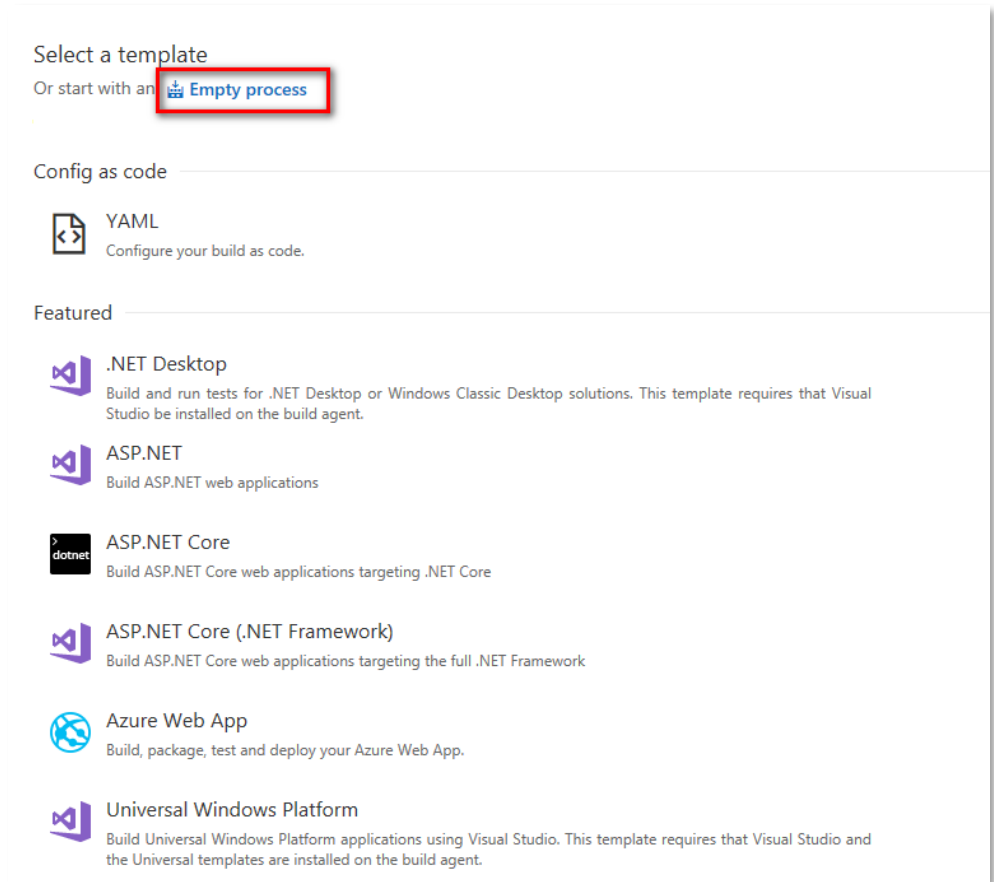 Select a template
Or start with an Empty process
Config as code
YAML
Configure your build as code.
Featured
.NET Desktop
Build and run tests for .NET Desktop or Windows Classic Desktop solutions. This template requires that Visual
Studio be installed on the build agent.
ASP.NET
Build ASP.NET web applications
>
dotnet
ASP.NET Core
Build ASP.NET Core web applications targeting .NET Core
ASP.NET Core (.NET Framework)
Build ASP.NET Core web applications targeting the full .NET Framework
Azure Web App
Build, package, test and deploy your Azure Web App.
Universal Windows Platform
Build Universal Windows Platform applications using Visual Studio. This template requires that Visual Studio and
the Universal templates are installed on the build agent.